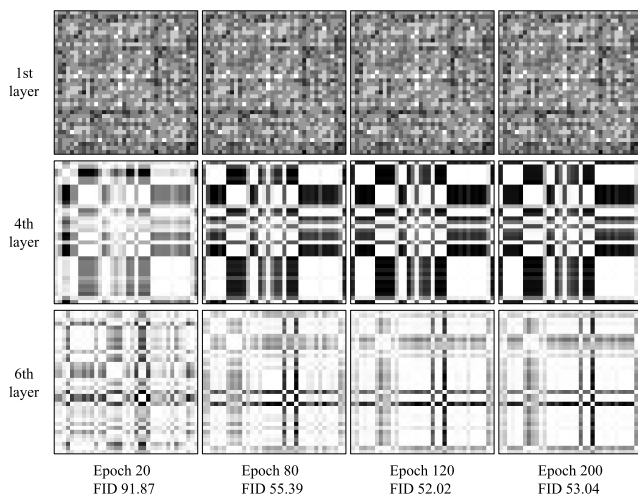 1st
layer
4th
layer
6th
layer
Epoch 20
FID 91.87
Epoch 80
FID 55.39
Epoch 120
FID 52.02
Epoch 200
FID 53.04